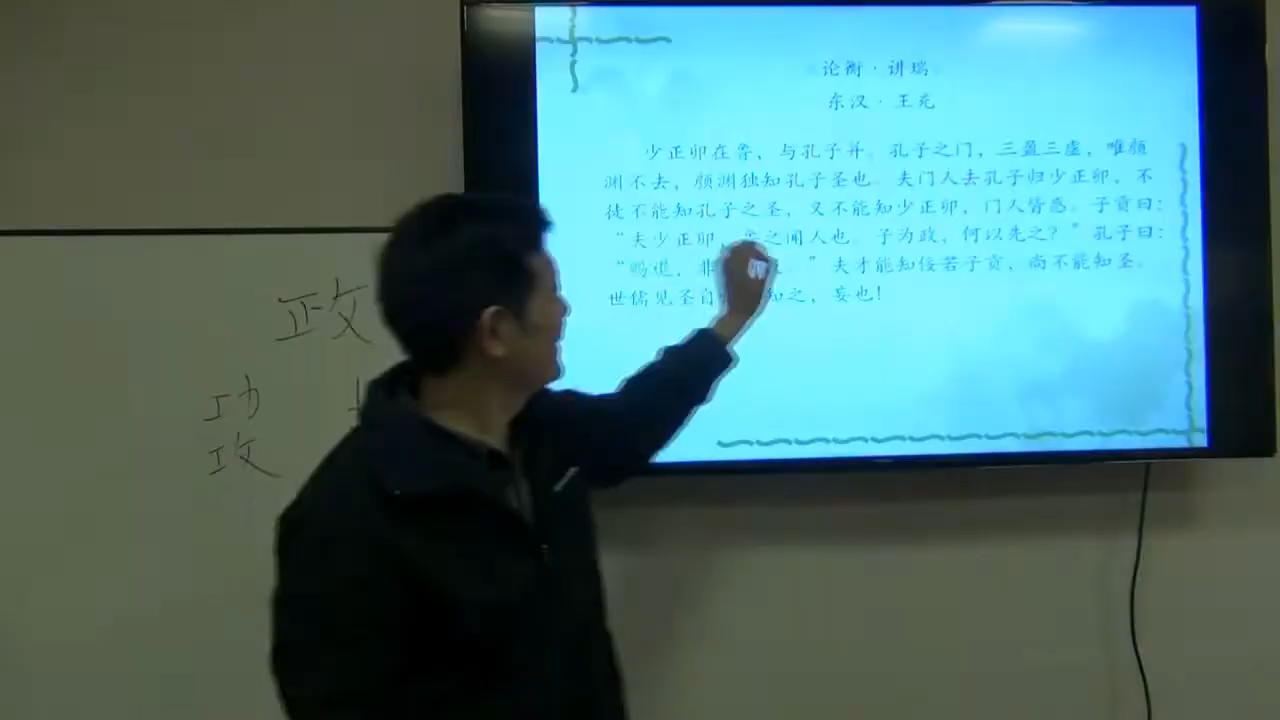 论衡·讲瑞
东汉·王充
少正卯在鲁，与孔子并。孔子之门，三盈三虚，唯颜
渊不去，颜渊独知孔子圣也。夫门人去孔子归少正卯，不
徒不能知孔子之圣，又不能知少正卯，门人皆惑。子贡曰：
“夫少正卯，之闻人也。子为政，何以先之？”孔子曰：
“赐退，非”夫才能知佞若子贡，尚不能知圣。
世儒见圣自知之，妄也！
政
功
攻